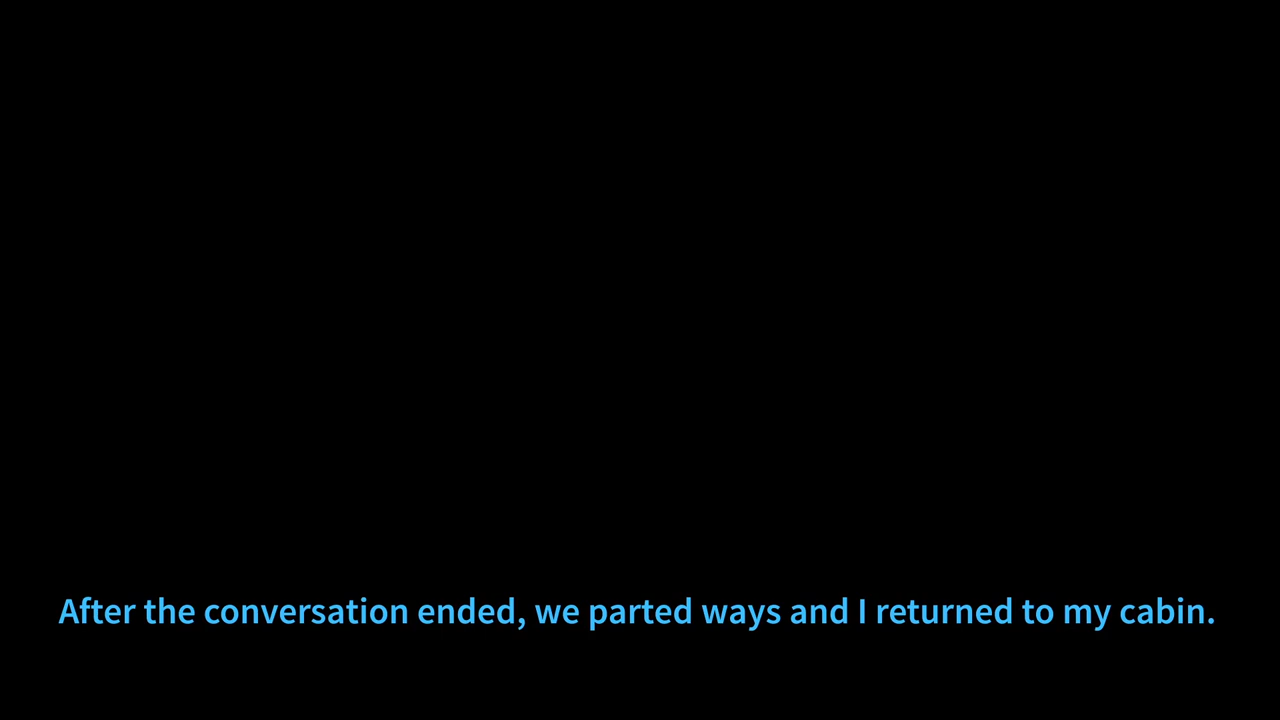 After the conversation ended, we parted ways and I returned to my cabin.